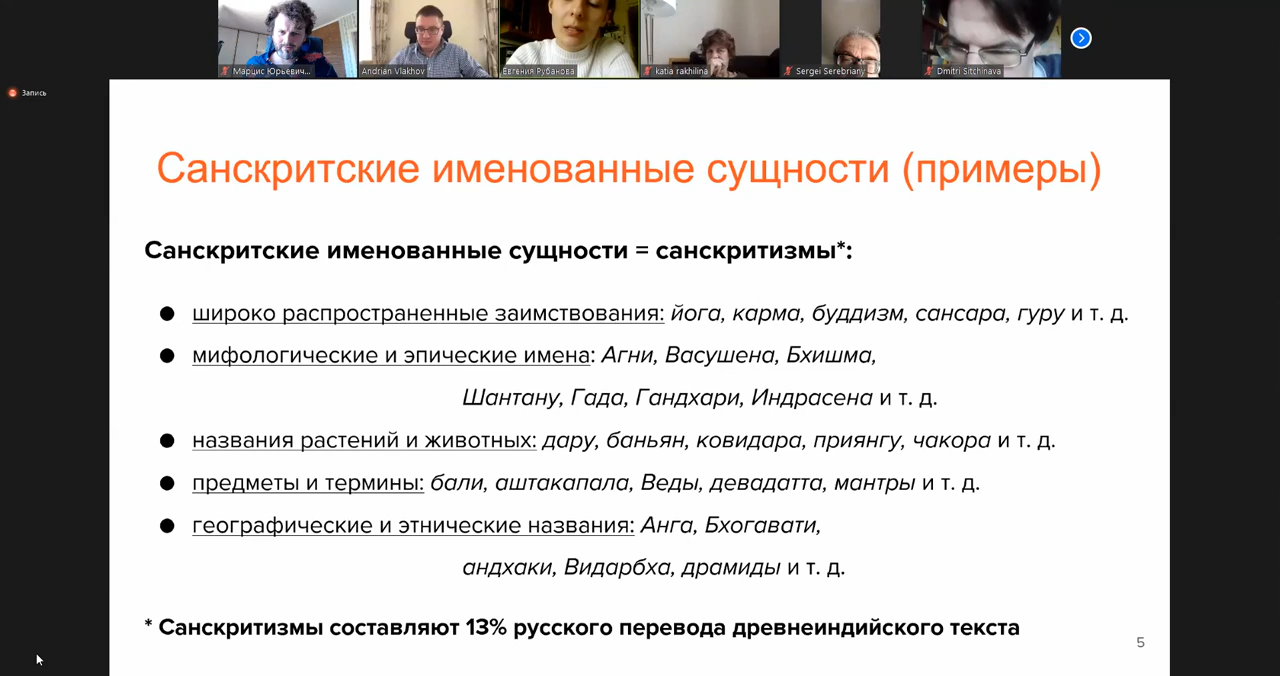 Марцис Юрьевич...
Andrian Vlakhov
Евгения Рубанова
katia rakhilina
Sergei Serebriany
Dmitri Sitchinava
Запись
Санскритские именованные сущности (примеры)
Санскритские именованные сущности = санскритизмы*:
● широко распространенные заимствования: йога, карма, буддизм, сансара, гуру и т. д.
● мифологические и эпические имена: Агни, Васушена, Бхишма,
Шантану, Гада, Гандхари, Индрасена и т. д.
● названия растений и животных: дару, баньян, ковидара, приянгу, чакора и т. д.
● предметы и термины: бали, аштакапала, Веды, девадатта, мантры и т. д.
● географические и этнические названия: Анга, Бхогавати,
андхаки, Видарбха, драмиды и т. д.
* Санскритизмы составляют 13% русского перевода древнеиндийского текста
5